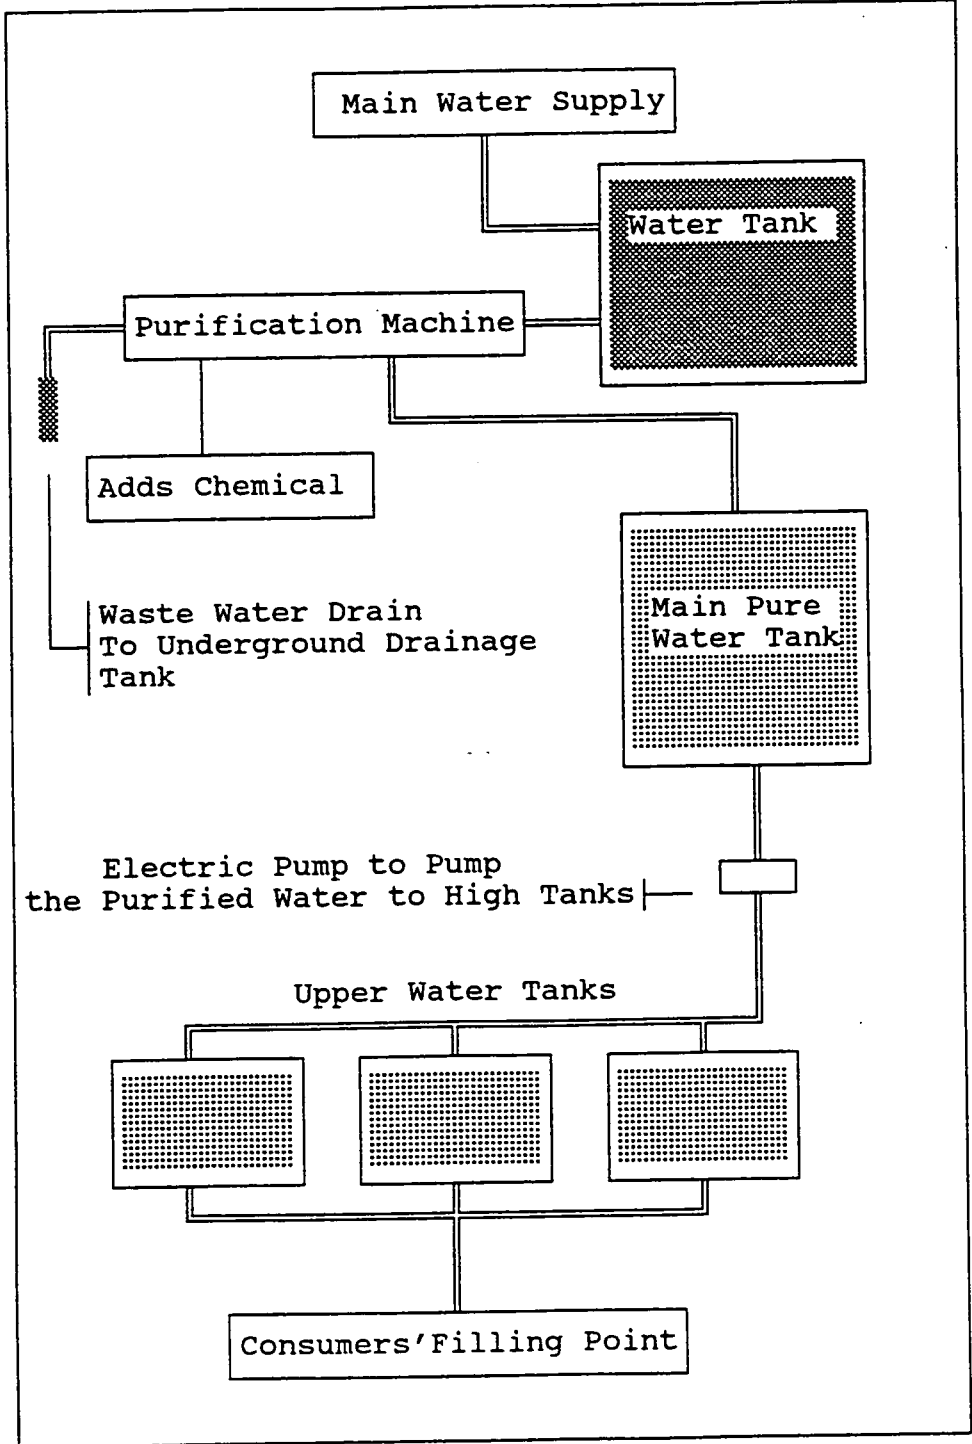 Main Water Supply
Water Tank
Purification Machine
Adds Chemical
Waste Water Drain
To Underground Drainage
Tank
Main Pure
Water Tank
Electric Pump to Pump
the Purified Water to High Tanks
Upper Water Tanks
Consumers'Filling Point